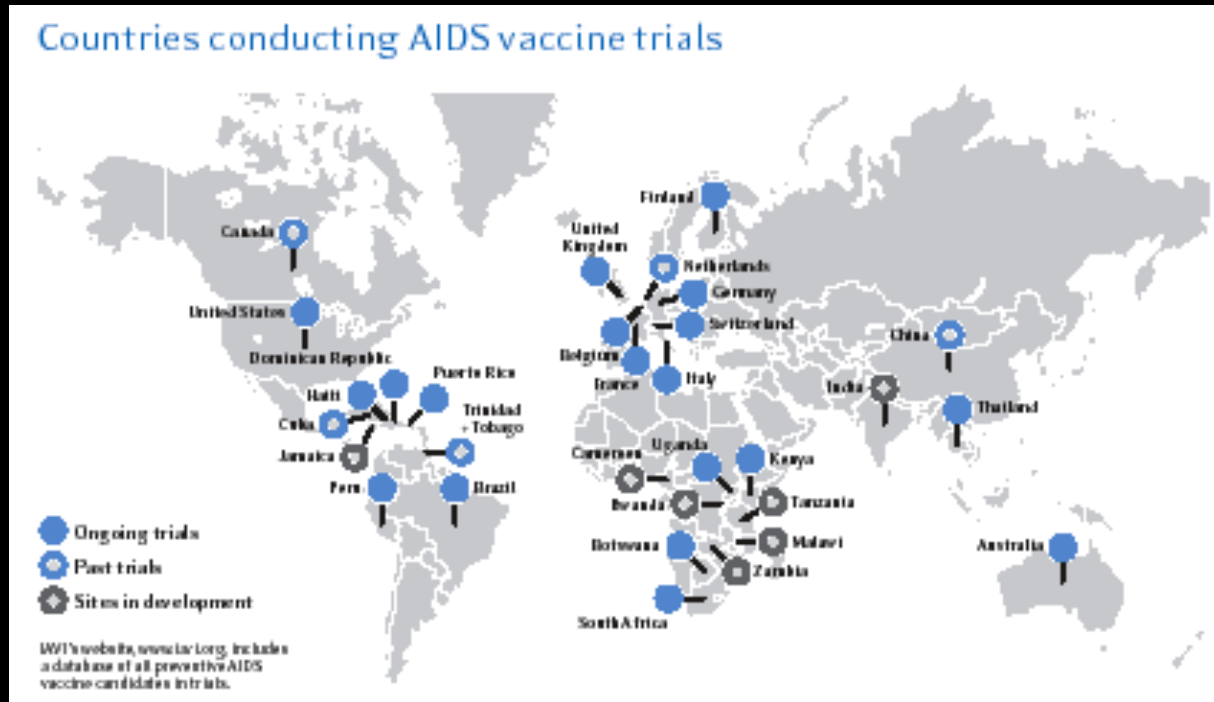 Countries conducting AIDS vaccine trials
Finland
United
Kingdom
Canada
Netherlands
Germany
United States
Switzerland
China
Dominican Republic
Belgium
Puerto Rico
France
Italy
India
Haiti
Thailand
Trinidad
+ Tobago
Cuba
Jamaica
Cameroon
Uganda
Kenya
Peru
Brazil
Rwanda
Tanzania
Ongoing trials
Botswana
Malawi
Australia
Past trials
Zambia
Sites in development
South Africa
IAVI's website, www.iavi.org, includes
a database of all preventive AIDS
vaccine candidates in trials.